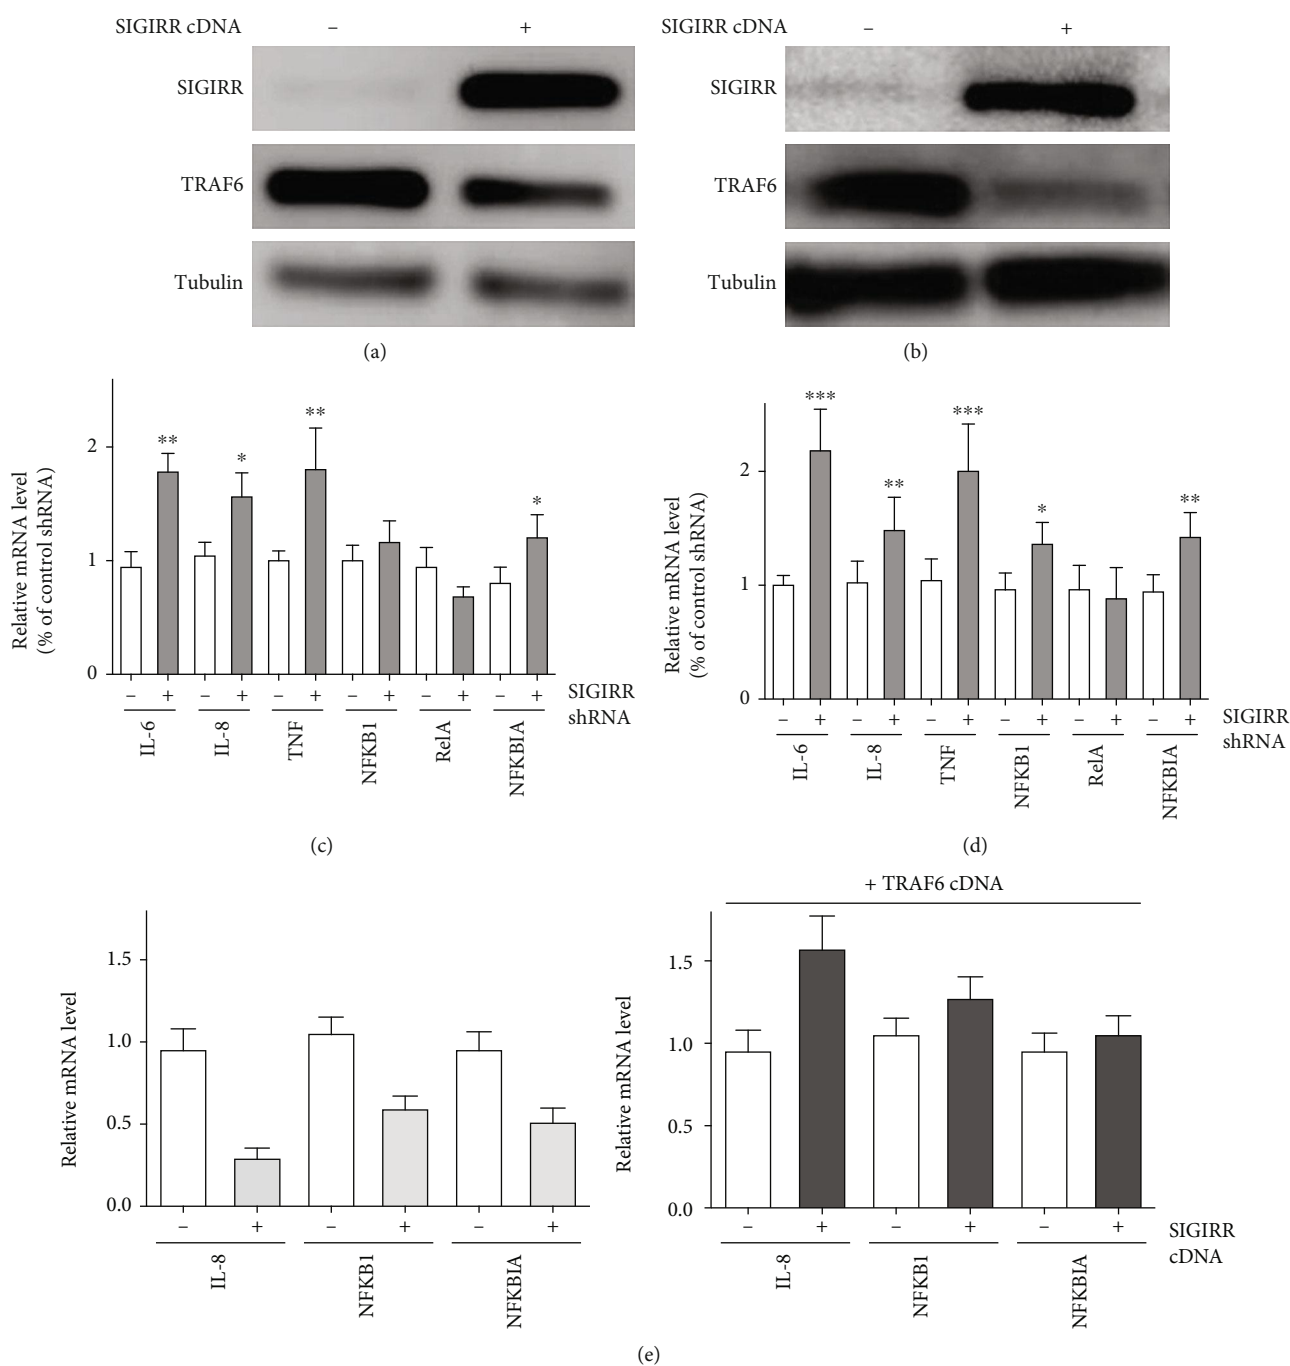 SIGIRR cDNA – +
SIGIRR
TRAF6
Tubulin
(a)
SIGIRR cDNA – +
SIGIRR
TRAF6
Tubulin
(b)
Relative mRNA level
(% of control shRNA)
2
1
0
** * ** *
– + – + – + – + – + – +
SIGIRR
shRNA
IL-6
IL-8
TNF
NFKB1
RelA
NFKBIA
(c)
Relative mRNA level
(% of control shRNA)
2
1
0
*** ** *** * **
– + – + – + – + – + – +
SIGIRR
shRNA
IL-6
IL-8
TNF
NFKB1
RelA
NFKBIA
(d)
Relative mRNA level
1.5
1.0
0.5
0.0
– + – + – +
IL-8
NFKB1
NFKBIA
+ TRAF6 cDNA
Relative mRNA level
1.5
1.0
0.5
0.0
– + – + – +
SIGIRR
cDNA
IL-8
NFKB1
NFKBIA
(e)